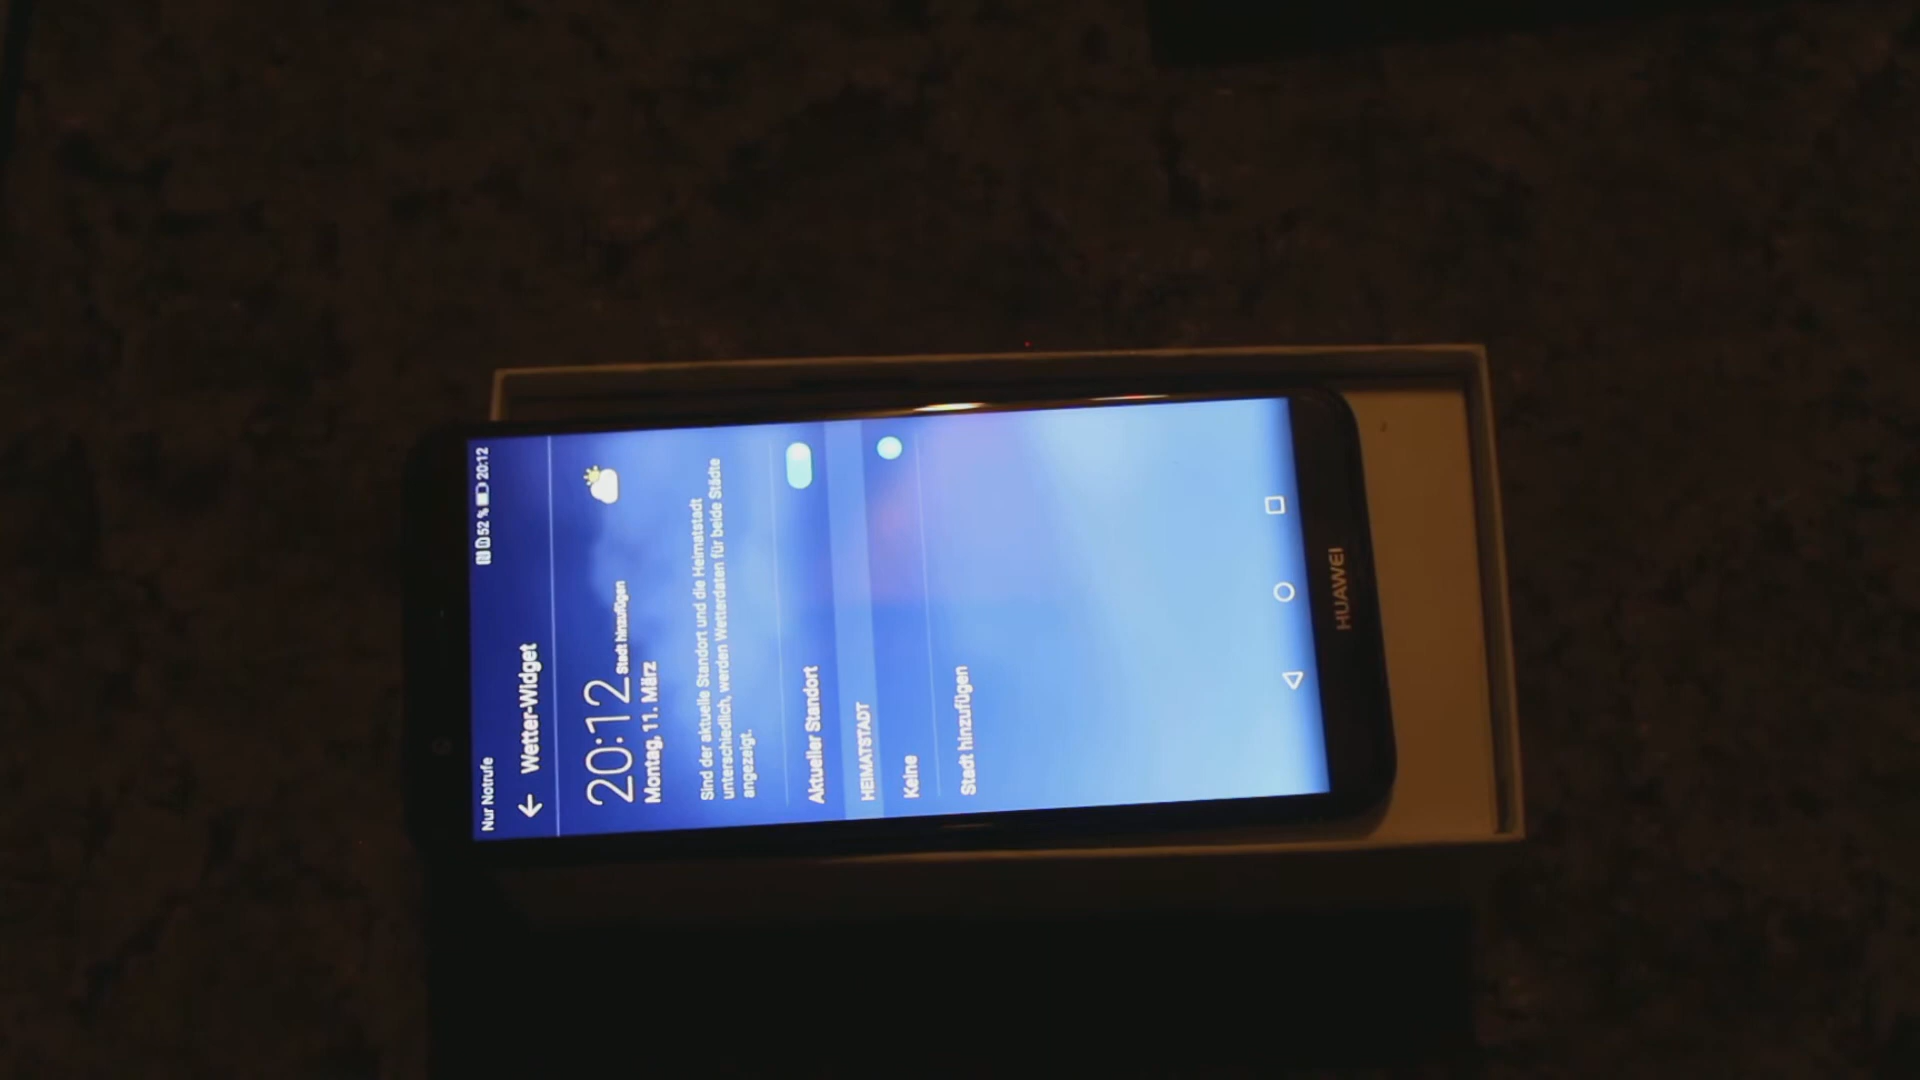 Nur Notrufe 52 % 20:12
Wetter-Widget
20:12 Stadt hinzufügen
Montag, 11. März
Sind der aktuelle Standort und die Heimatstadt
unterschiedlich, werden Wetterdaten für beide Städte
angezeigt.
Aktueller Standort
HEIMATSTADT
Keine
Stadt hinzufügen
HUAWEI